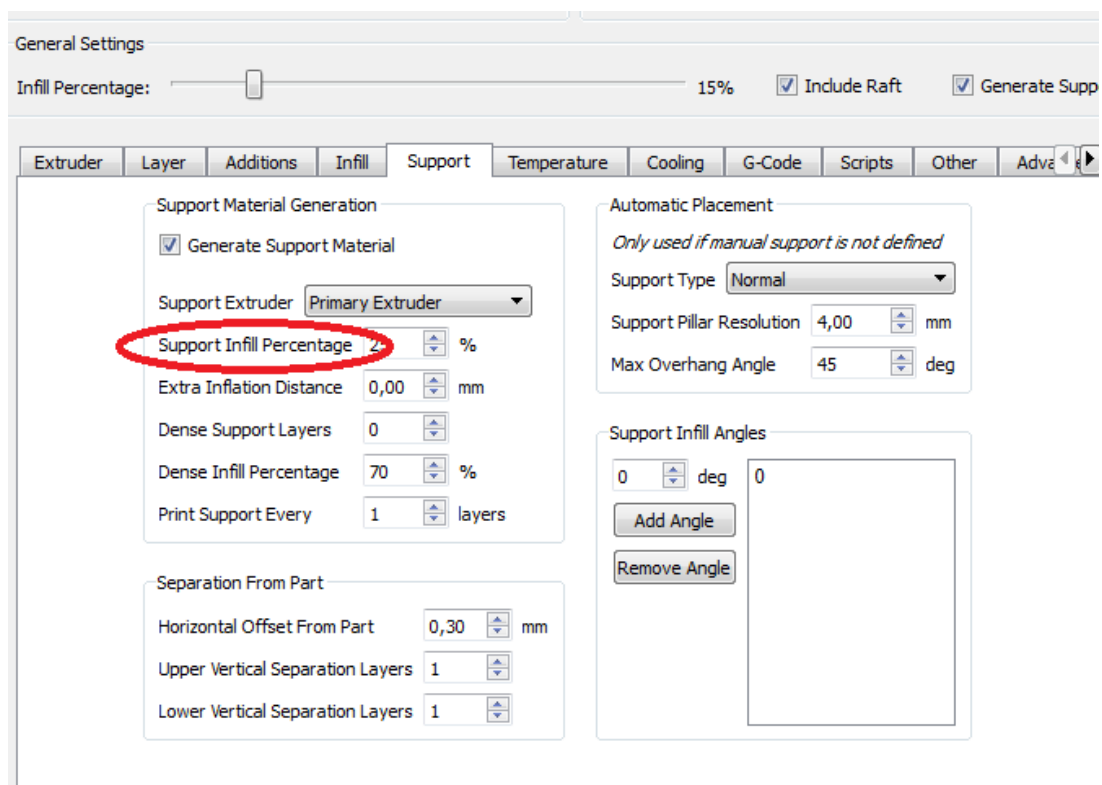 General Settings
Infill Percentage: 15% Include Raft Generate Supp
Extruder Layer Additions Infill Support Temperature Cooling G-Code Scripts Other
Support Material Generation
Generate Support Material
Support Extruder Primary Extruder
Support Infill Percentage %
Extra Inflation Distance 0,00 mm
Dense Support Layers 0
Dense Infill Percentage 70 %
Print Support Every 1 layers
Separation From Part
Horizontal Offset From Part 0,30 mm
Upper Vertical Separation Layers 1
Lower Vertical Separation Layers 1
Automatic Placement
Only used if manual support is not defined
Support Type Normal
Support Pillar Resolution 4,00 mm
Max Overhang Angle 45 deg
Support Infill Angles
0 deg 0
Add Angle
Remove Angle